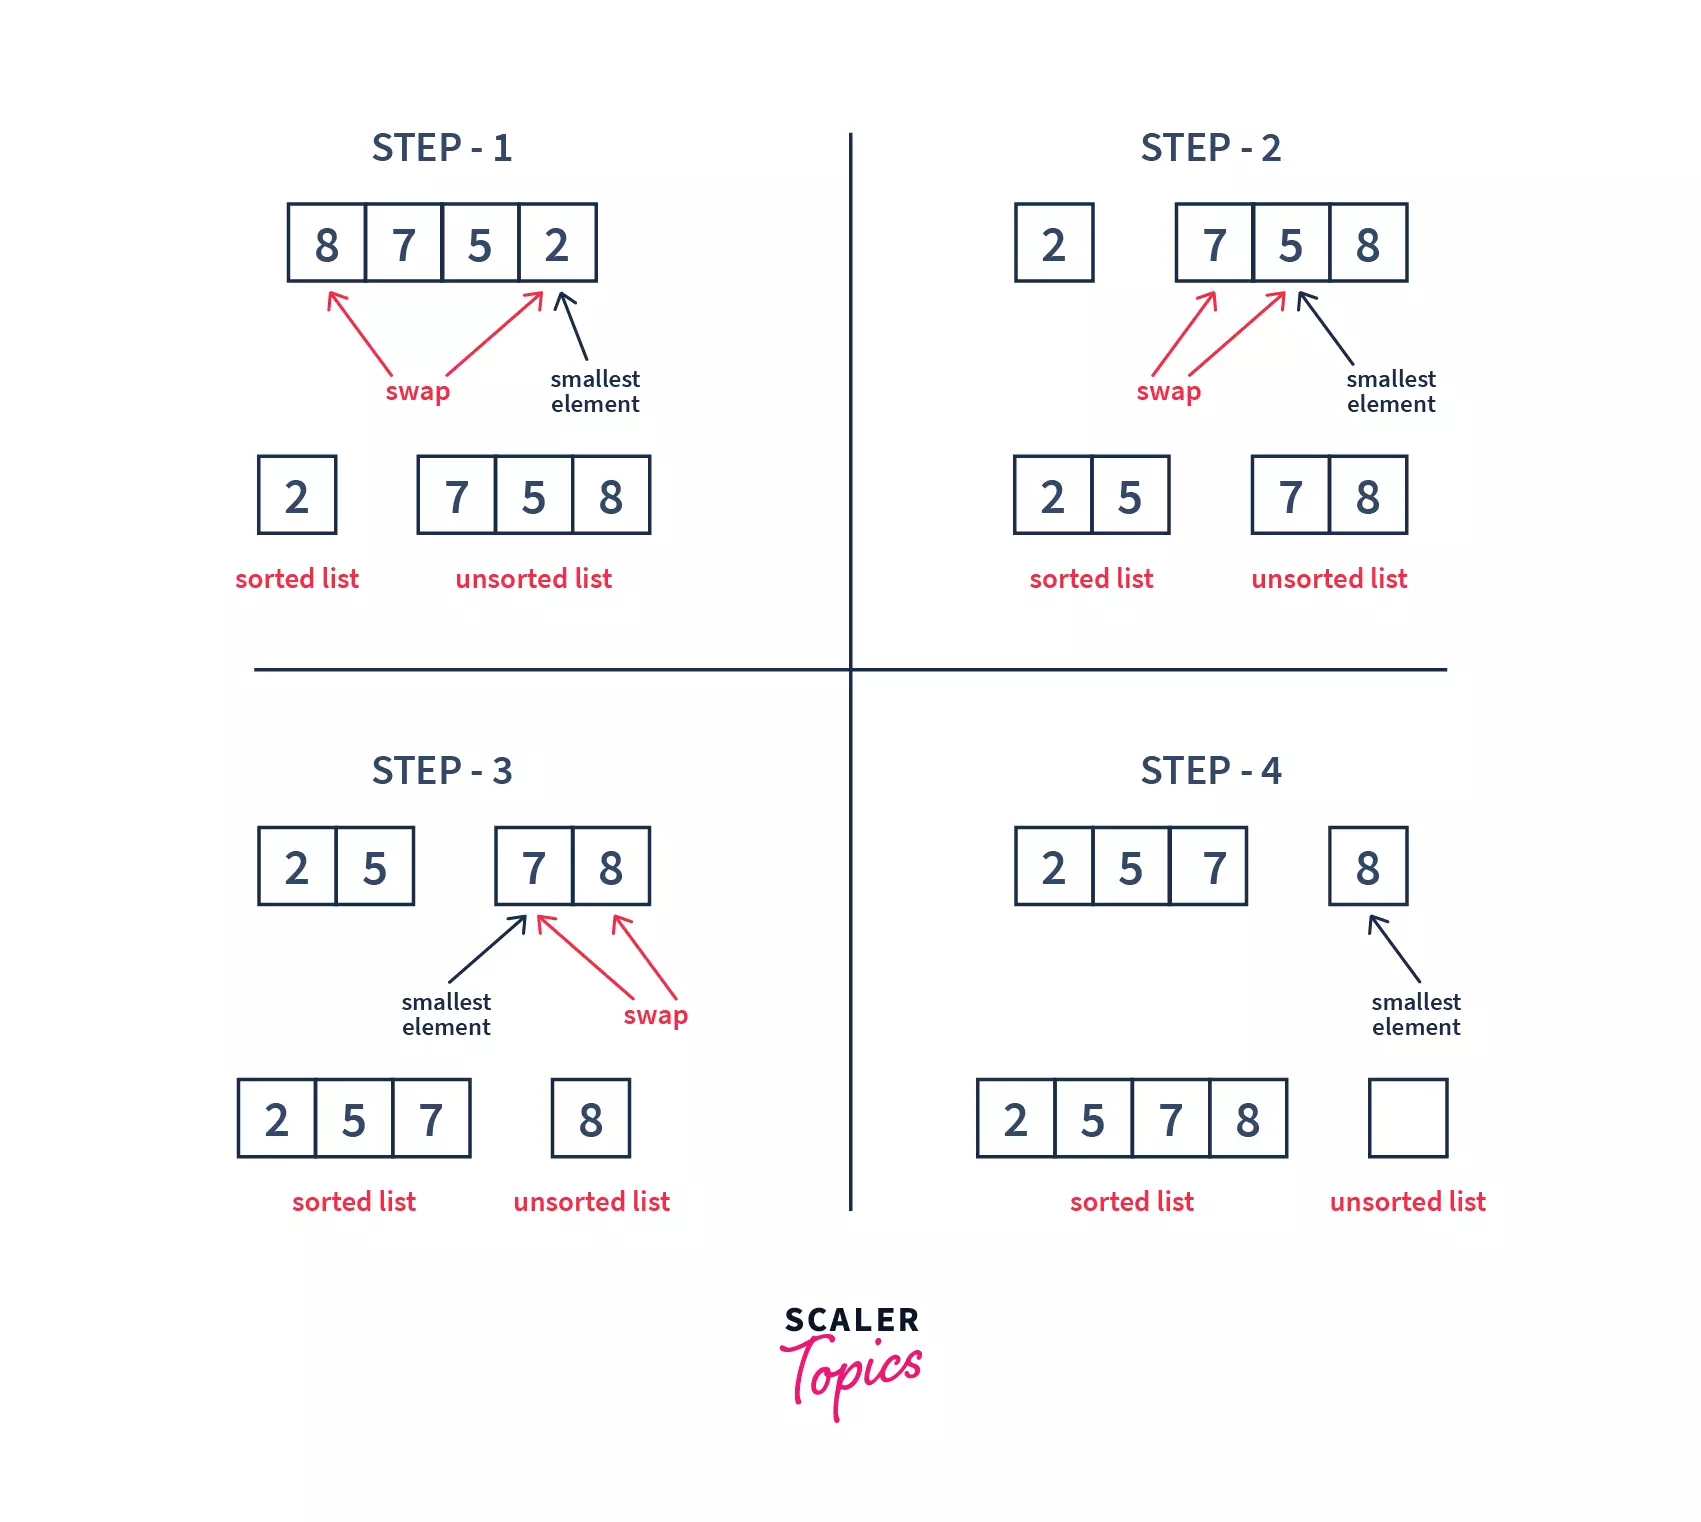 STEP - 1
8 7 5 2
swap
smallest
element
2 7 5 8
sorted list unsorted list
STEP - 2
2 7 5 8
swap
smallest
element
2 5 7 8
sorted list unsorted list
STEP - 3
2 5 7 8
smallest
element
swap
2 5 7 8
sorted list unsorted list
STEP - 4
2 5 7 8
smallest
element
2 5 7 8
sorted list unsorted list
SCALER
Topics